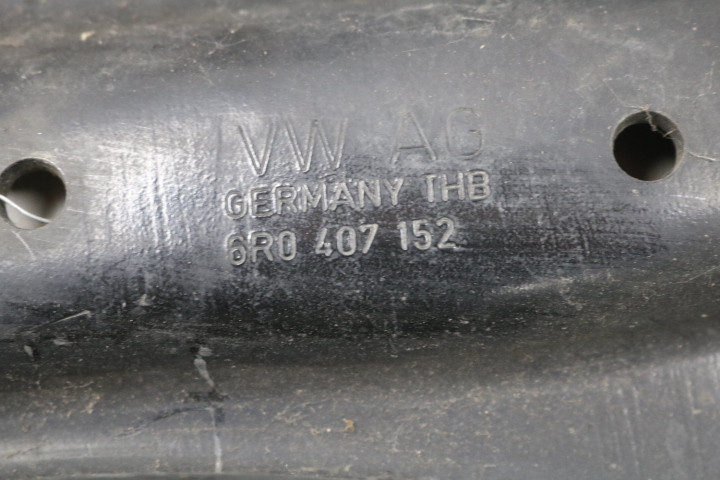 VW AG
GERMANY THB
6R0 407 152